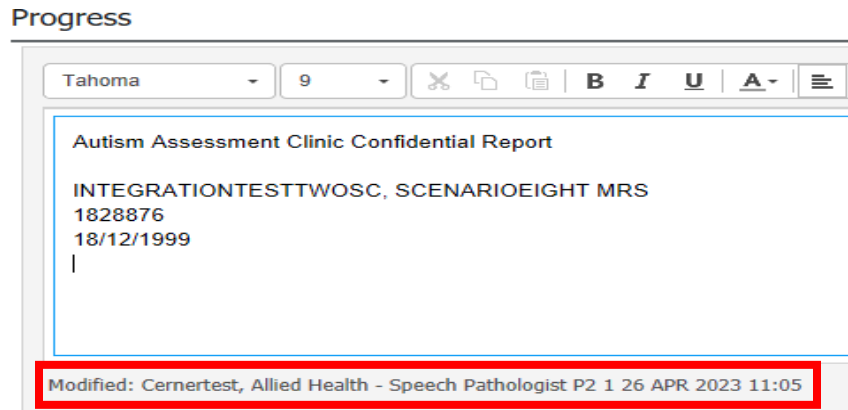 Progress
Tahoma 9 B I U A
Autism Assessment Clinic Confidential Report
INTEGRATIONTESTTWOSC, SCENARIOEIGHT MRS
1828876
18/12/1999
Modified: Cernertest, Allied Health - Speech Pathologist P2 1 26 APR 2023 11:05